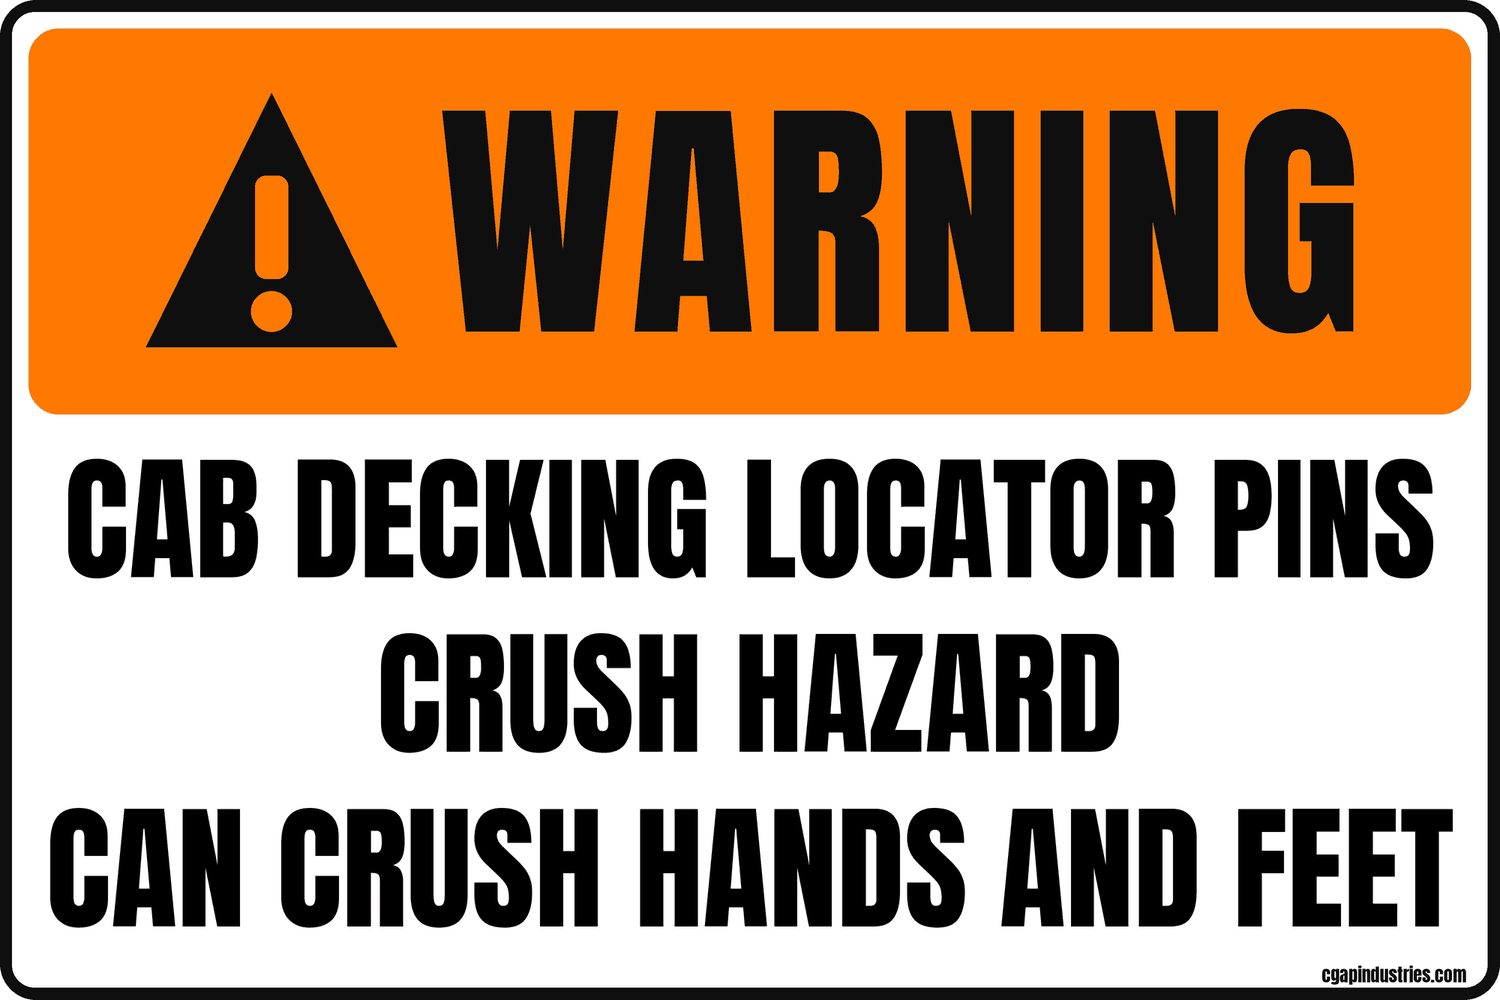 WARNING
CAB DECKING LOCATOR PINS
CRUSH HAZARD
CAN CRUSH HANDS AND FEET
cgapindustries.com